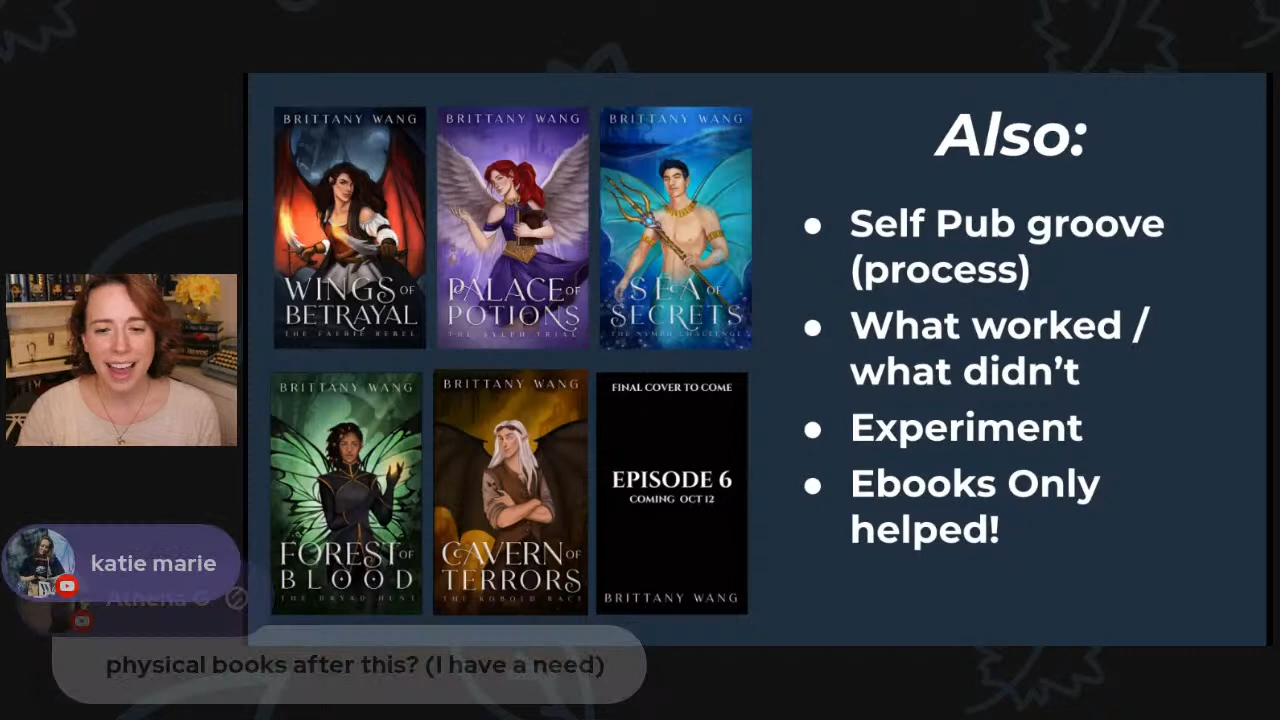 BRITTANY WANG
WINGS OF
BETRAYAL
THE FAERIE REBEL
BRITTANY WANG
PALACE OF
POTIONS
THE SYLPH TRIAL
BRITTANY WANG
SEA OF
SECRETS
THE NYMPH CHALLENGE
BRITTANY WANG
FOREST OF
BLOOD
THE DRYAD HUNT
BRITTANY WANG
CAVERN OF
TERRORS
THE KOBOLD RACE
FINAL COVER TO COME
EPISODE 6
COMING OCT 12
BRITTANY WANG
Also:
● Self Pub groove
(process)
● What worked /
what didn’t
● Experiment
● Ebooks Only
helped!
katie marie
Athena G
physical books after this? (I have a need)